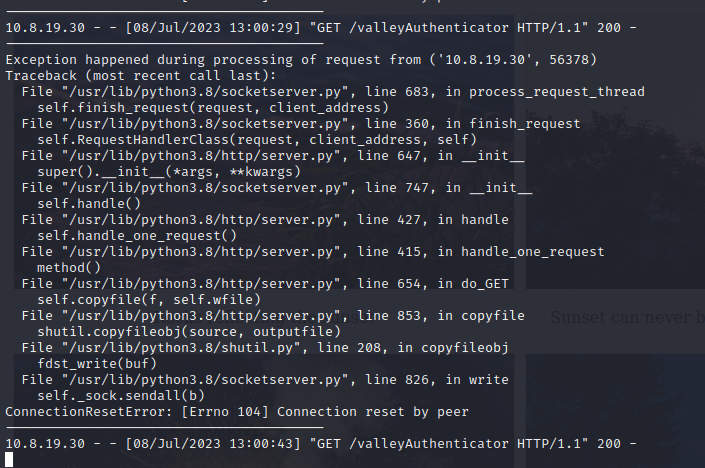 10.8.19.30 - - [08/Jul/2023 13:00:29] "GET /valleyAuthenticator HTTP/1.1" 200 -
----------------------------------------
Exception happened during processing of request from ('10.8.19.30', 56378)
Traceback (most recent call last):
  File "/usr/lib/python3.8/socketserver.py", line 683, in process_request_thread
    self.finish_request(request, client_address)
  File "/usr/lib/python3.8/socketserver.py", line 360, in finish_request
    self.RequestHandlerClass(request, client_address, self)
  File "/usr/lib/python3.8/http/server.py", line 647, in __init__
    super().__init__(*args, **kwargs)
  File "/usr/lib/python3.8/socketserver.py", line 747, in __init__
    self.handle()
  File "/usr/lib/python3.8/http/server.py", line 427, in handle
    self.handle_one_request()
  File "/usr/lib/python3.8/http/server.py", line 415, in handle_one_request
    method()
  File "/usr/lib/python3.8/http/server.py", line 654, in do_GET
    self.copyfile(f, self.wfile)
  File "/usr/lib/python3.8/http/server.py", line 853, in copyfile
    shutil.copyfileobj(source, outputfile)
  File "/usr/lib/python3.8/shutil.py", line 208, in copyfileobj
    fdst_write(buf)
  File "/usr/lib/python3.8/socketserver.py", line 826, in write
    self._sock.sendall(b)
ConnectionResetError: [Errno 104] Connection reset by peer
----------------------------------------
10.8.19.30 - - [08/Jul/2023 13:00:43] "GET /valleyAuthenticator HTTP/1.1" 200 -
Sunset can never b